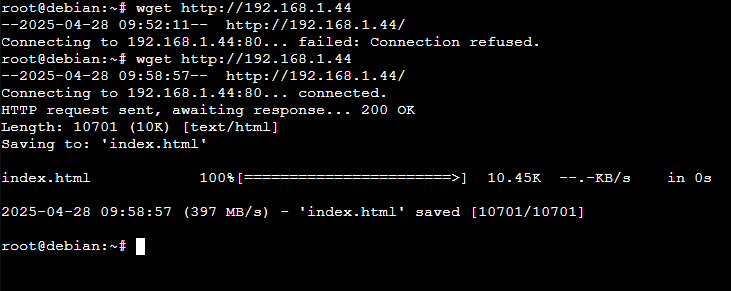 root@debian:~# wget http://192.168.1.44
--2025-04-28 09:52:11--  http://192.168.1.44/
Connecting to 192.168.1.44:80... failed: Connection refused.
root@debian:~# wget http://192.168.1.44
--2025-04-28 09:58:57--  http://192.168.1.44/
Connecting to 192.168.1.44:80... connected.
HTTP request sent, awaiting response... 200 OK
Length: 10701 (10K) [text/html]
Saving to: 'index.html'
index.html          100%[=======================>]  10.45K  --.-KB/s    in 0s
2025-04-28 09:58:57 (397 MB/s) - 'index.html' saved [10701/10701]
root@debian:~#